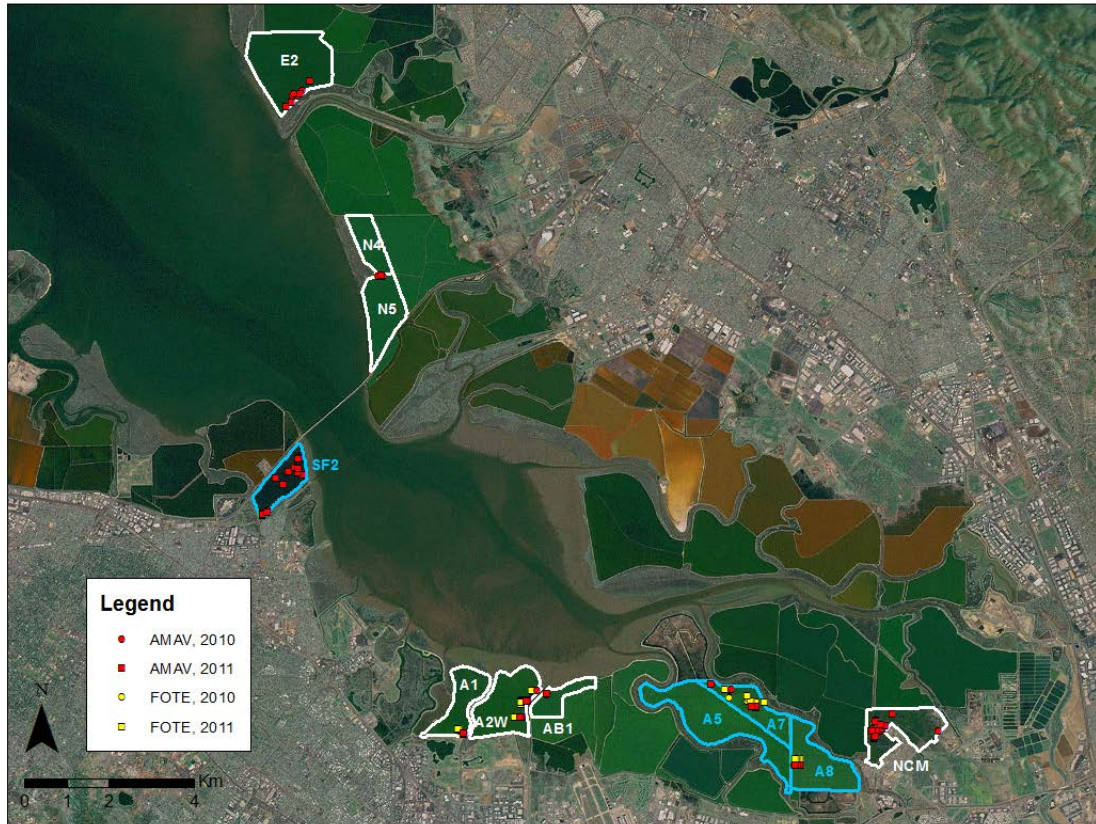 E2
N4
N5
SF2
Legend
AMAV, 2010
AMAV, 2011
FOTE, 2010
FOTE, 2011
N
A1
A2W
AB1
A5
A7
A8
NCM
Km
0 1 2 4